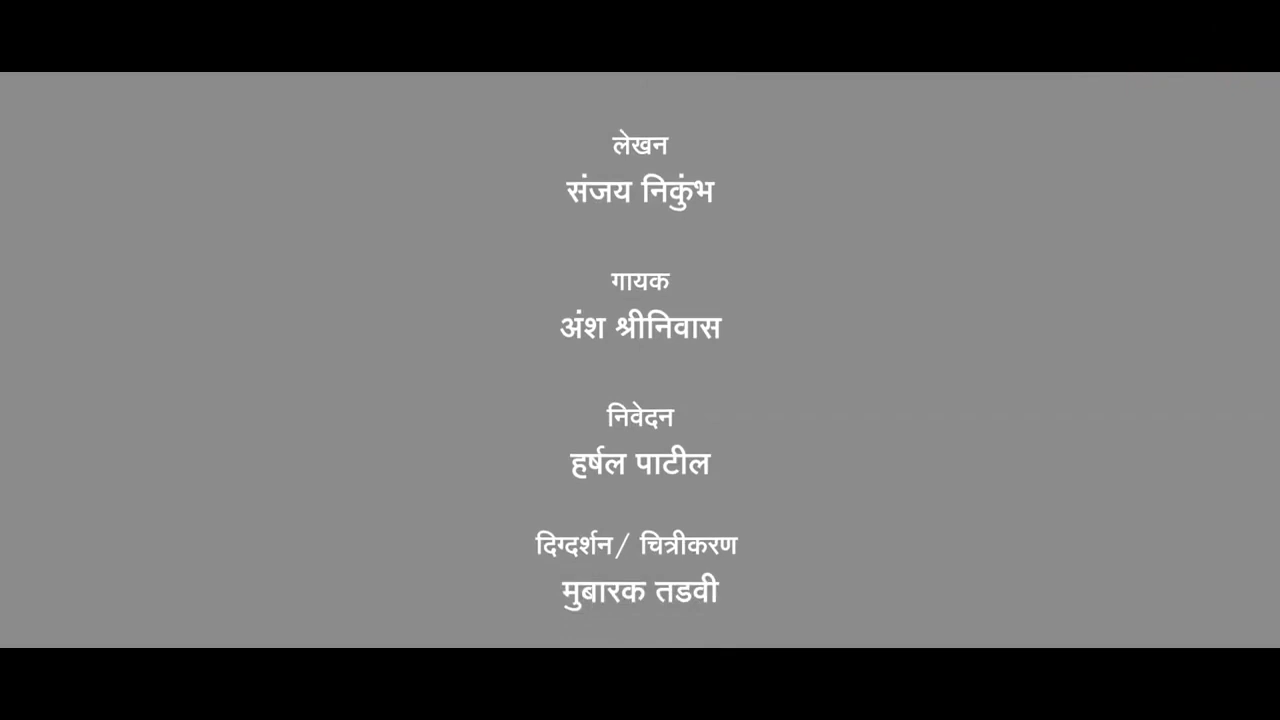 लेखन
संजय निकुंभ
गायक
अंश श्रीनिवास
निवेदन
हर्षल पाटील
दिग्दर्शन/ चित्रीकरण
मुबारक तडवी